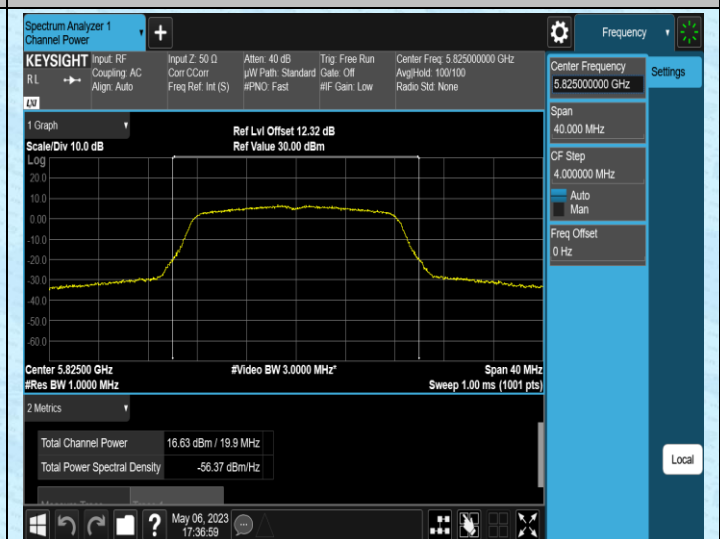 Spectrum Analyzer 1
Channel Power
+
Frequency
KEYSIGHT
RL
LXI
Input: RF
Coupling: AC
Align: Auto
Input Z: 50 Ω
Corr CCorr
Freq Ref: Int (S)
Atten: 40 dB
µW Path: Standard
#PNO: Fast
Trig: Free Run
Gate: Off
#IF Gain: Low
Center Freq: 5.825000000 GHz
Avg|Hold: 100/100
Radio Std: None
Center Frequency
5.825000000 GHz
Settings
Span
40.000 MHz
CF Step
4.000000 MHz
Auto
Man
Freq Offset
0 Hz
1 Graph
Scale/Div 10.0 dB
Ref Lvl Offset 12.32 dB
Ref Value 30.00 dBm
Log
20.0
10.0
0.00
-10.0
-20.0
-30.0
-40.0
-50.0
-60.0
Center 5.82500 GHz
#Video BW 3.0000 MHz*
Span 40 MHz
#Res BW 1.0000 MHz
Sweep 1.00 ms (1001 pts)
2 Metrics
Total Channel Power
16.63 dBm / 19.9 MHz
Total Power Spectral Density
-56.37 dBm/Hz
Local
?
May 06, 2023
17:36:59